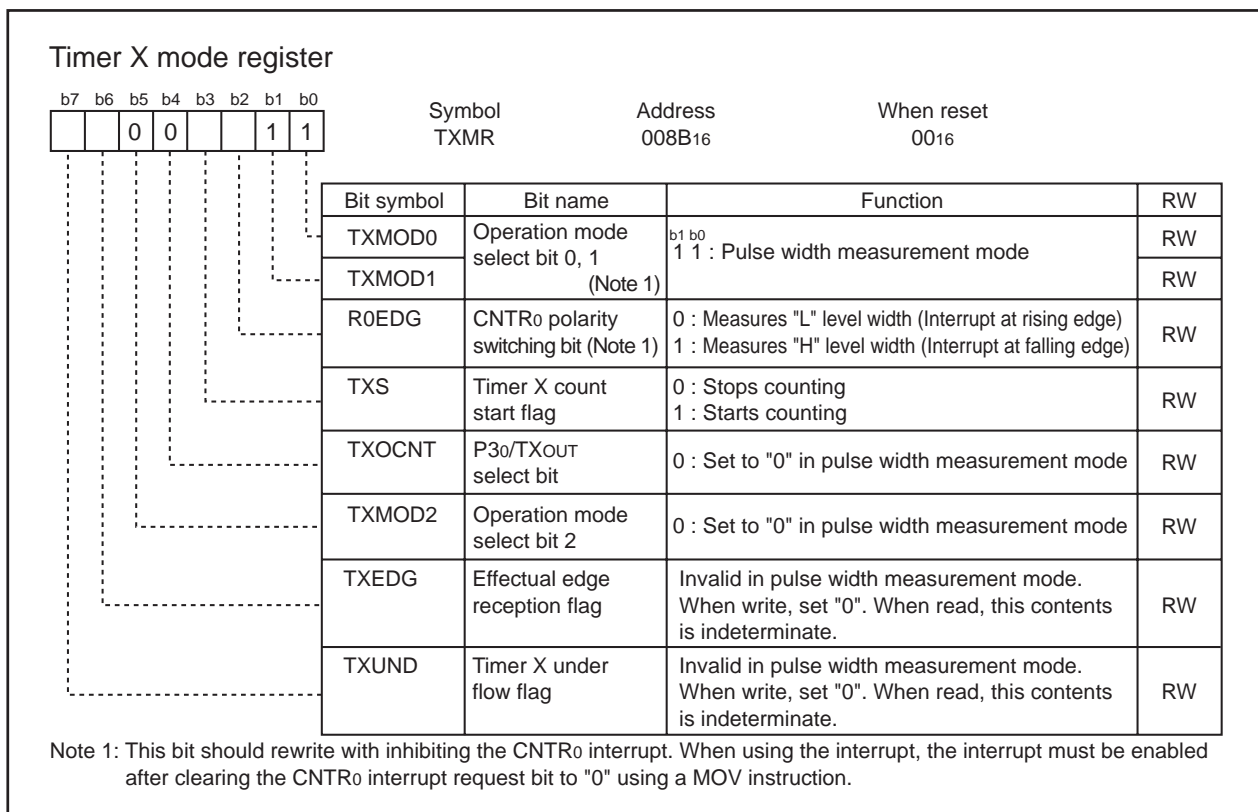 Timer X mode register
b7 b6 b5 b4 b3 b2 b1 b0
0 0 1 1
Symbol Address When reset
TXMR 008B16 0016
Bit symbol Bit name Function RW
TXMOD0 Operation mode select bit 0, 1 (Note 1) b1 b0 RW
1 1 : Pulse width measurement mode
TXMOD1 RW
R0EDG CNTR0 polarity 0 : Measures "L" level width (Interrupt at rising edge) RW
switching bit (Note 1) 1 : Measures "H" level width (Interrupt at falling edge)
TXS Timer X count 0 : Stops counting RW
start flag 1 : Starts counting
TXOCNT P30/TXOUT 0 : Set to "0" in pulse width measurement mode RW
select bit
TXMOD2 Operation mode 0 : Set to "0" in pulse width measurement mode RW
select bit 2
TXEDG Effectual edge Invalid in pulse width measurement mode. RW
reception flag When write, set "0". When read, this contents
is indeterminate.
TXUND Timer X under Invalid in pulse width measurement mode. RW
flow flag When write, set "0". When read, this contents
is indeterminate.
Note 1: This bit should rewrite with inhibiting the CNTR0 interrupt. When using the interrupt, the interrupt must be enabled
after clearing the CNTR0 interrupt request bit to "0" using a MOV instruction.